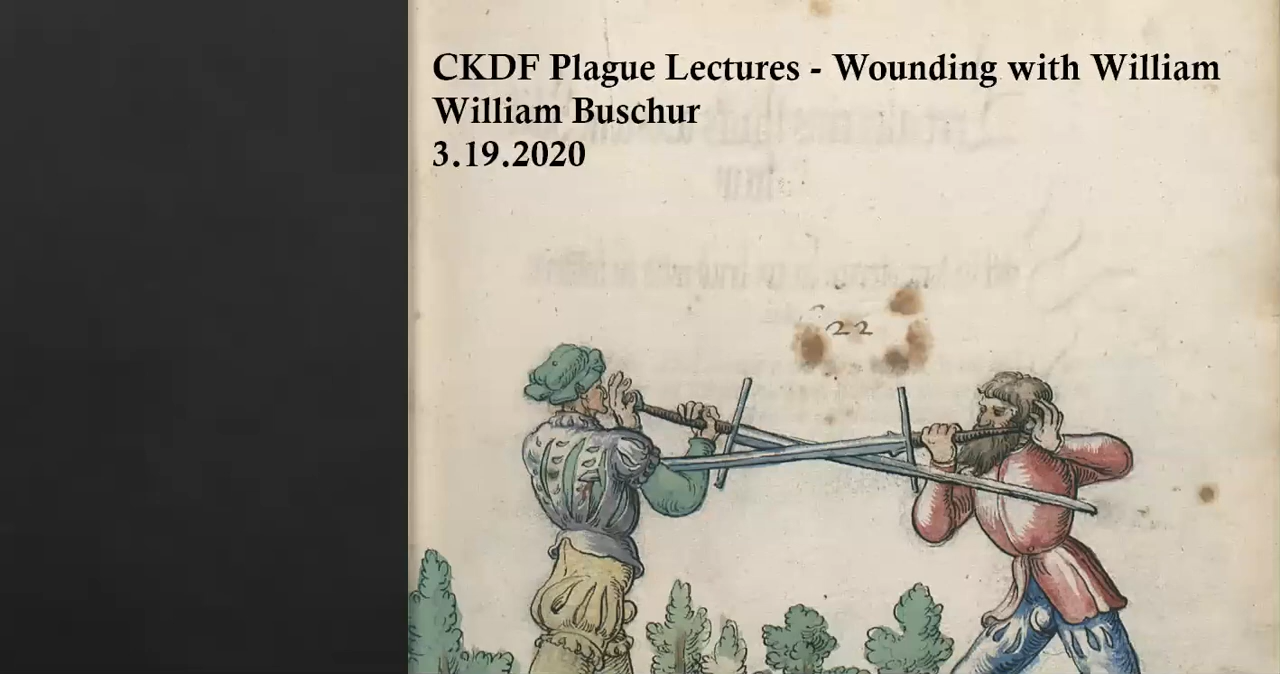 CKDF Plague Lectures - Wounding with William
William Buschur
3.19.2020
22